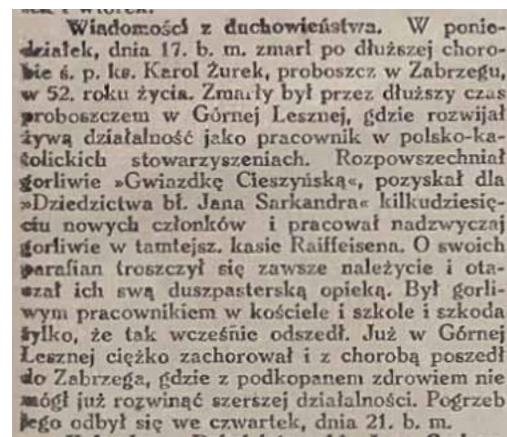 Wiadomości z duchowieństwa. W ponie-
działek, dnia 17. b. m. zmarł po dłuższej choro-
bie ś. p. ks. Karol Żurek, proboszcz w Zabrzegu,
w 52. roku życia. Zmarły był przez dłuższy czas
proboszczem w Górnej Lesznej, gdzie rozwijał
żywą działalność jako pracownik w polsko-ka-
tolickich stowarzyszeniach. Rozpowszechniał
gorliwie »Gwiazdkę Cieszyńską«, pozyskał dla
»Dziedzictwa bł. Jana Sarkandra« kilkudziesię-
ciu nowych członków i pracował nadzwyczaj
gorliwie w tamtejsz. kasie Raiffeisena. O swoich
parafian troszczył się zawsze należycie i ota-
czał ich swą duszpasterską opieką. Był gorli-
wym pracownikiem w kościele i szkole i szkoda
tylko, że tak wcześnie odszedł. Już w Górnej
Lesznej ciężko zachorował i z chorobą poszedł
do Zabrzega, gdzie z podkopanem zdrowiem nie
mógł już rozwinąć szerszej działalności. Pogrzeb
jego odbył się we czwartek, dnia 21. b. m.